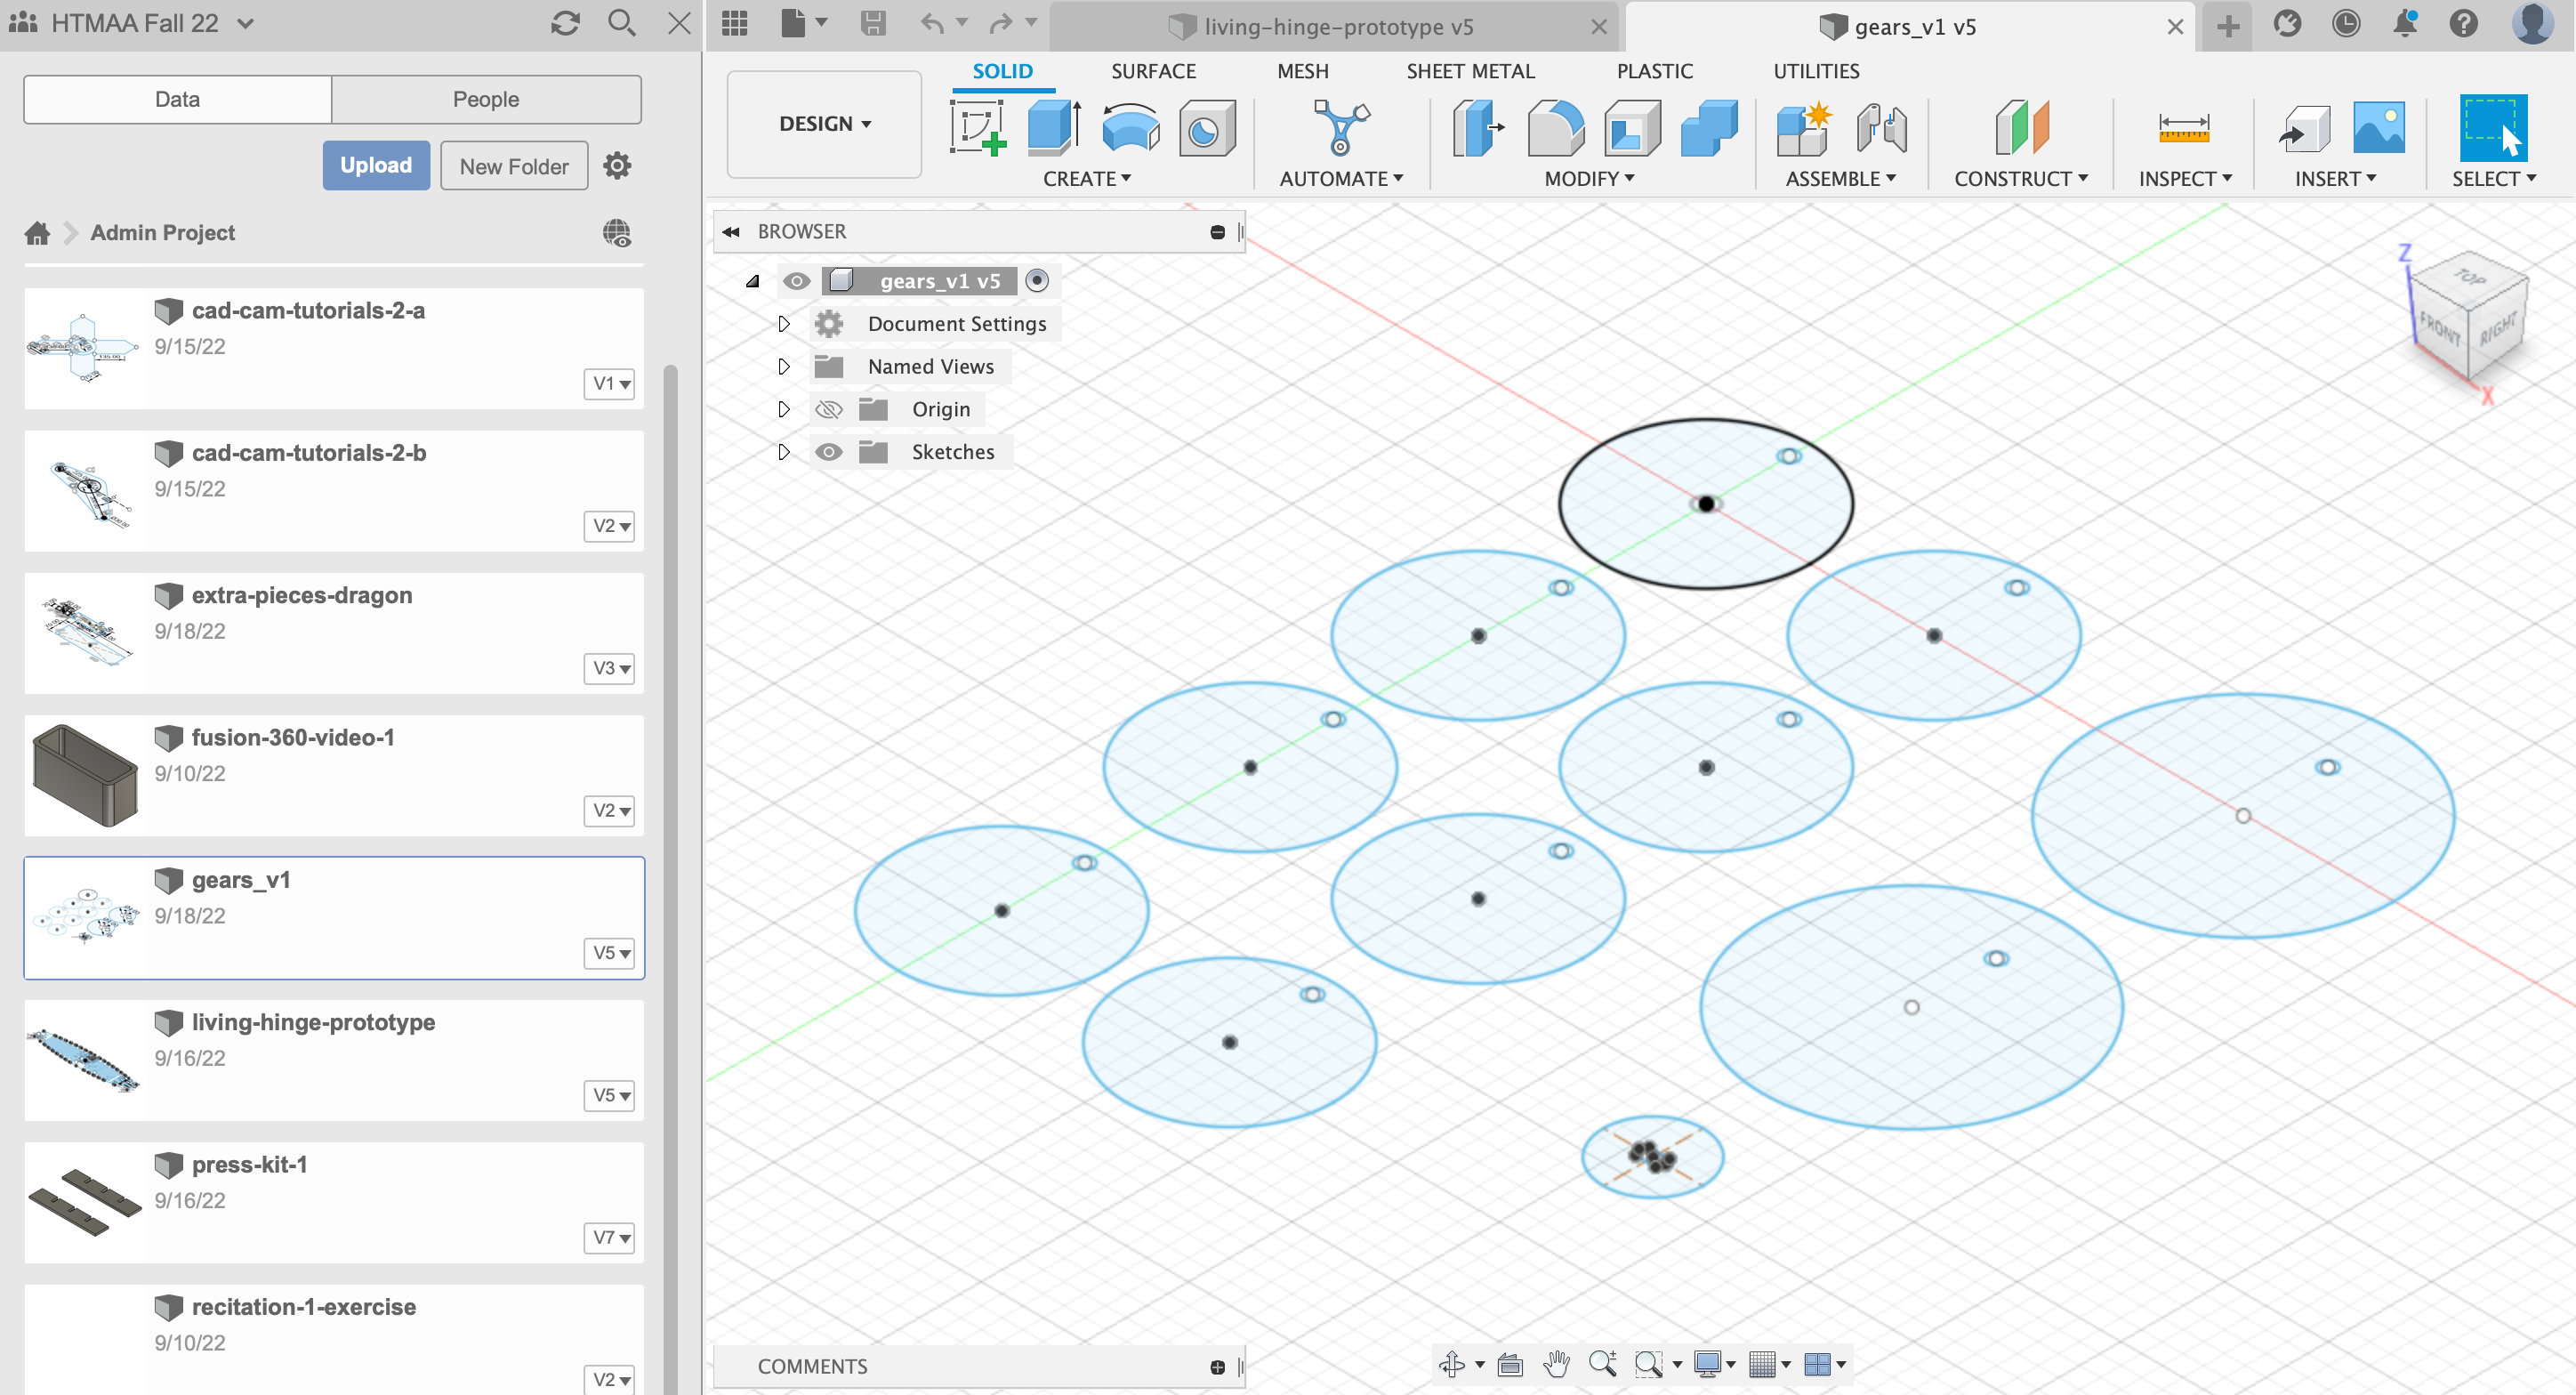 HTMAA Fall 22
Data
People
Upload
New Folder
Admin Project
cad-cam-tutorials-2-a
9/15/22
V1
cad-cam-tutorials-2-b
9/15/22
V2
extra-pieces-dragon
9/18/22
V3
fusion-360-video-1
9/10/22
V2
gears_v1
9/18/22
V5
living-hinge-prototype
9/16/22
V5
press-kit-1
9/16/22
V7
recitation-1-exercise
9/10/22
V2
living-hinge-prototype v5
gears_v1 v5
DESIGN
SOLID
SURFACE
MESH
SHEET METAL
PLASTIC
UTILITIES
CREATE
AUTOMATE
MODIFY
ASSEMBLE
CONSTRUCT
INSPECT
INSERT
SELECT
BROWSER
gears_v1 v5
Document Settings
Named Views
Origin
Sketches
Z
TOP
FRONT
RIGHT
X
COMMENTS